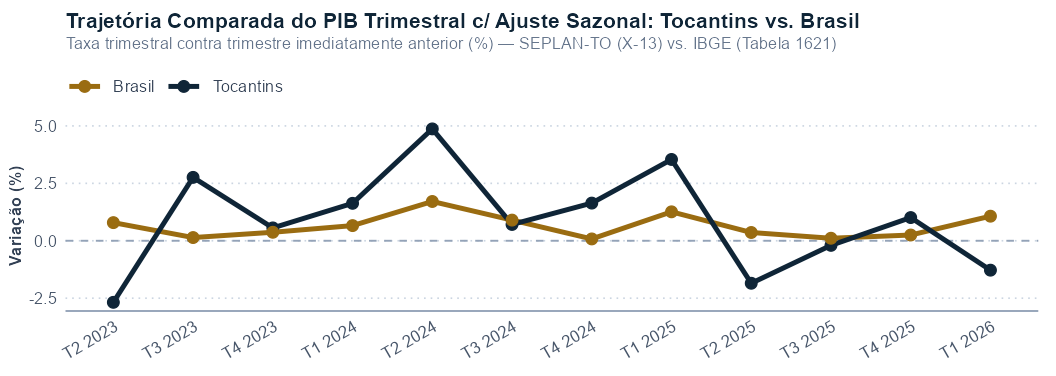 Trajetória Comparada do PIB Trimestral c/ Ajuste Sazonal: Tocantins vs. Brasil
Taxa trimestral contra trimestre imediatamente anterior (%) — SEPLAN-TO (X-13) vs. IBGE (Tabela 1621)
Brasil Tocantins
Variação (%)
5.0
2.5
0.0
-2.5
T2 2023 T3 2023 T4 2023 T1 2024 T2 2024 T3 2024 T4 2024 T1 2025 T2 2025 T3 2025 T4 2025 T1 2026